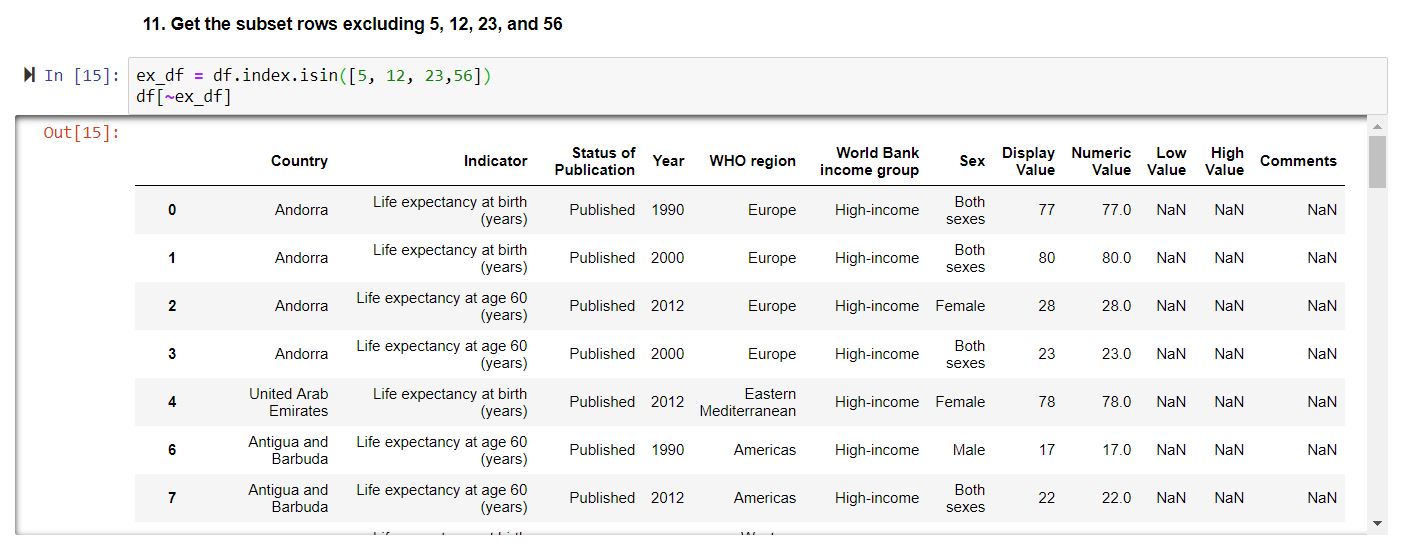 11. Get the subset rows excluding 5, 12, 23, and 56
In [15]: ex_df = df.index.isin([5, 12, 23,56])
df[~ex_df]
Out[15]:
Country Indicator Status of Publication Year WHO region World Bank income group Sex Display Value Numeric Value Low Value High Value Comments
0 Andorra Life expectancy at birth (years) Published 1990 Europe High-income Both sexes 77 77.0 NaN NaN NaN
1 Andorra Life expectancy at birth (years) Published 2000 Europe High-income Both sexes 80 80.0 NaN NaN NaN
2 Andorra Life expectancy at age 60 (years) Published 2012 Europe High-income Female 28 28.0 NaN NaN NaN
3 Andorra Life expectancy at age 60 (years) Published 2000 Europe High-income Both sexes 23 23.0 NaN NaN NaN
4 United Arab Emirates Life expectancy at birth (years) Published 2012 Eastern Mediterranean High-income Female 78 78.0 NaN NaN NaN
6 Antigua and Barbuda Life expectancy at age 60 (years) Published 1990 Americas High-income Male 17 17.0 NaN NaN NaN
7 Antigua and Barbuda Life expectancy at age 60 (years) Published 2012 Americas High-income Both sexes 22 22.0 NaN NaN NaN